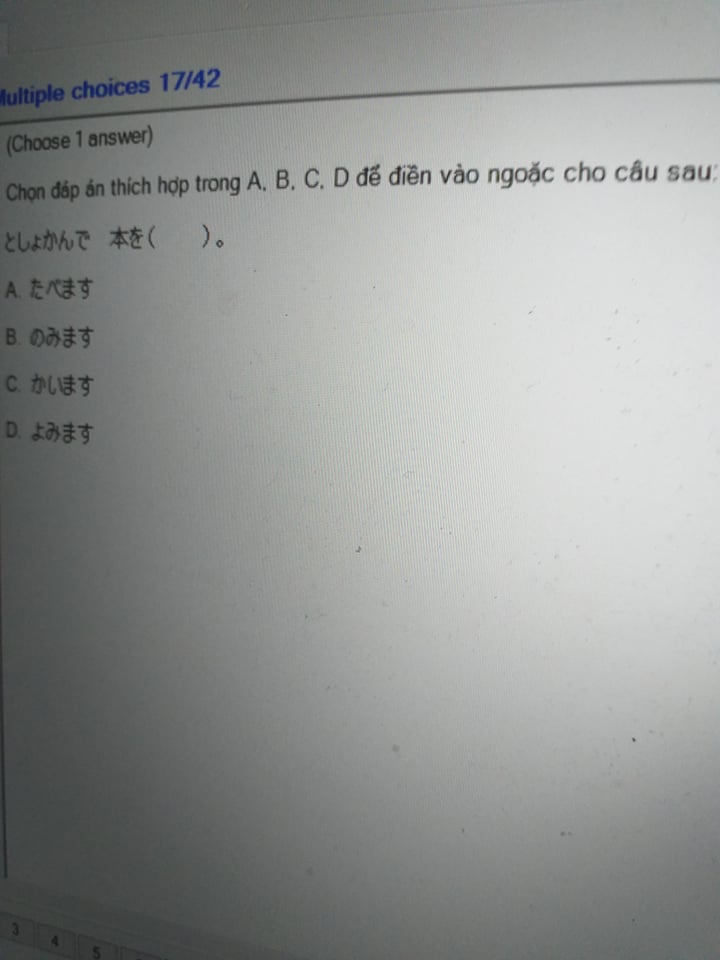 Multiple choices 17/42
(Choose 1 answer)
Chọn đáp án thích hợp trong A, B, C, D để điền vào ngoặc cho câu sau:
としょかんで 本を( )。
A. たべます
B. のみます
C. かいます
D. よみます
3 4 5